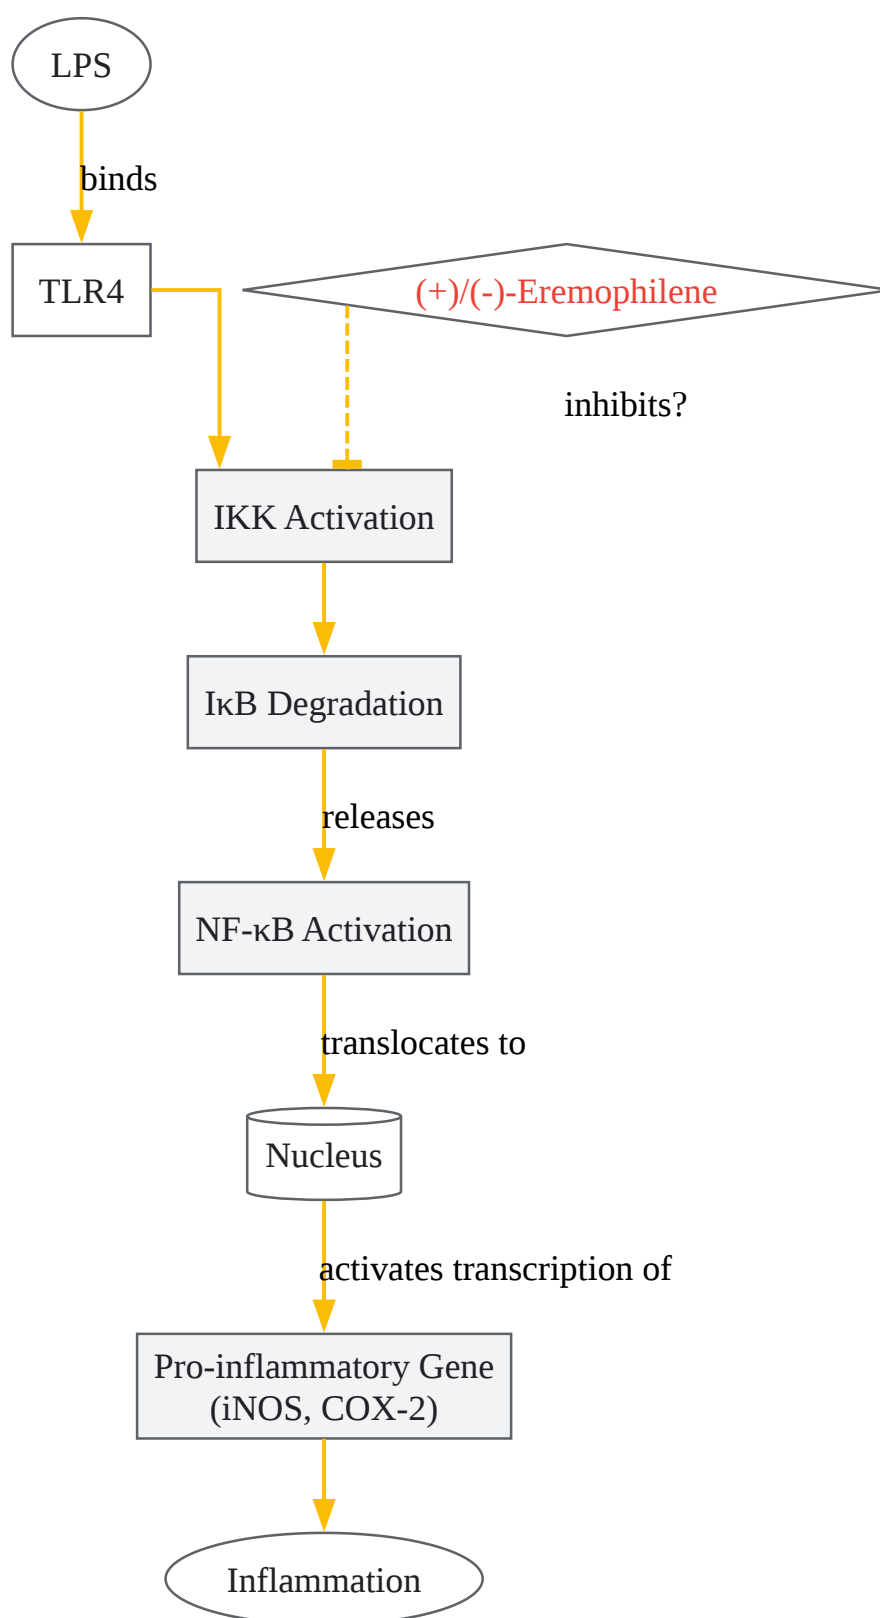 LPS
binds
TLR4
(+)/(-)-Eremophilene
inhibits?
IKK Activation
IκB Degradation
releases
NF-κB Activation
translocates to
Nucleus
activates transcription of
Pro-inflammatory Gene
(iNOS, COX-2)
Inflammation